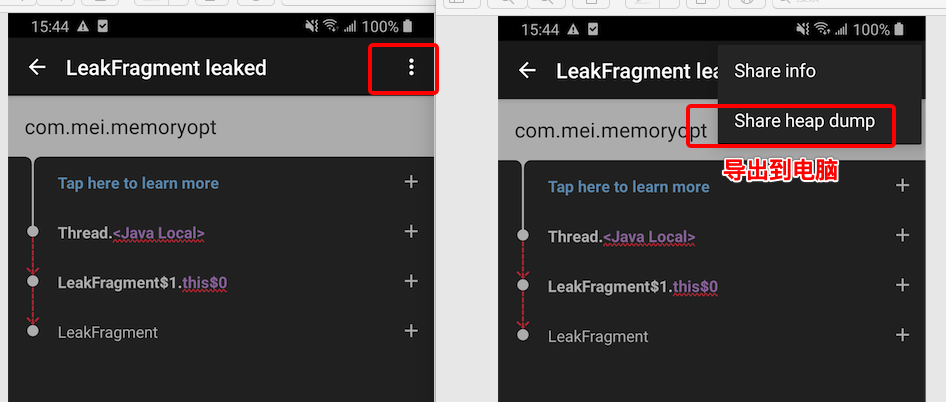 15:44 100%
LeakFragment leaked
com.mei.memoryopt
Tap here to learn more
Thread.<Java Local>
LeakFragment$1.this$0
LeakFragment
15:44 100%
LeakFragment lea
Share info
Share heap dump
com.mei.memoryopt
导出到电脑
Tap here to learn more
Thread.<Java Local>
LeakFragment$1.this$0
LeakFragment